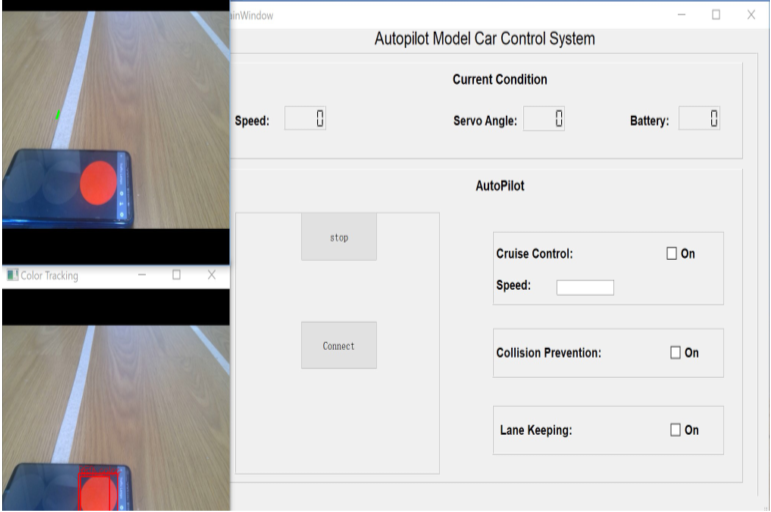 ainWindow
Autopilot Model Car Control System
Current Condition
Speed: 0
Servo Angle: 0
Battery: 0
AutoPilot
stop
Cruise Control: On
Speed:
Connect
Collision Prevention: On
Lane Keeping: On
Color Tracking